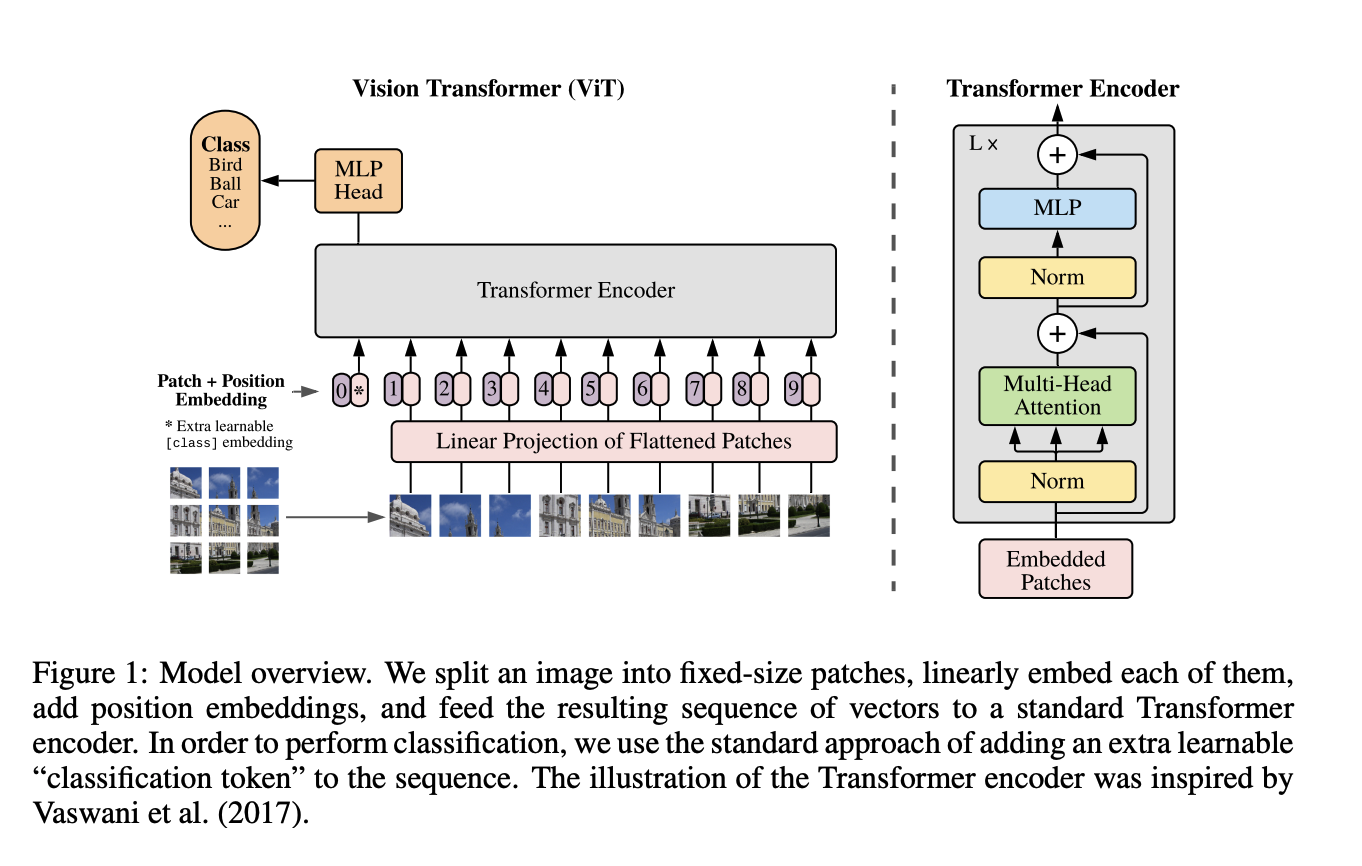 Vision Transformer (ViT)
Class
Bird
Ball
Car
...
MLP
Head
Transformer Encoder
Patch + Position
Embedding
* Extra learnable
[class] embedding
0 * 1 2 3 4 5 6 7 8 9
Linear Projection of Flattened Patches
Transformer Encoder
L ×
+
MLP
Norm
+
Multi-Head
Attention
Norm
Embedded
Patches
Figure 1: Model overview. We split an image into fixed-size patches, linearly embed each of them,
add position embeddings, and feed the resulting sequence of vectors to a standard Transformer
encoder. In order to perform classification, we use the standard approach of adding an extra learnable
“classification token” to the sequence. The illustration of the Transformer encoder was inspired by
Vaswani et al. (2017).